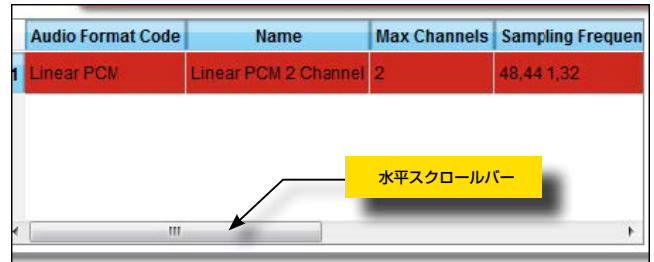 Audio Format Code Name Max Channels Sampling Frequen
1 Linear PCM Linear PCM 2 Channel 2 48,44 1,32
水平スクロールバー